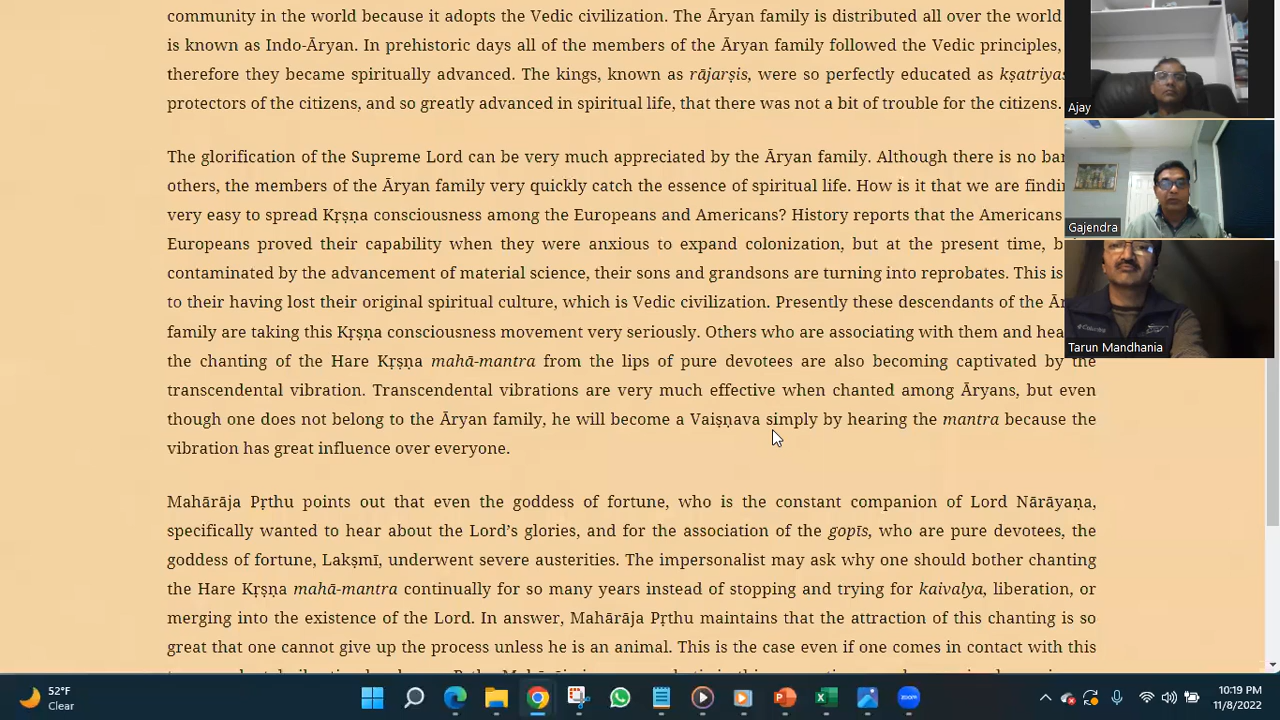 community in the world because it adopts the Vedic civilization. The Āryan family is distributed all over the world
is known as Indo-Āryan. In prehistoric days all of the members of the Āryan family followed the Vedic principles,
therefore they became spiritually advanced. The kings, known as rājarṣis, were so perfectly educated as kṣatriyas
protectors of the citizens, and so greatly advanced in spiritual life, that there was not a bit of trouble for the citizens.
Ajay
The glorification of the Supreme Lord can be very much appreciated by the Āryan family. Although there is no
others, the members of the Āryan family very quickly catch the essence of spiritual life. How is it that we are
very easy to spread Kṛṣṇa consciousness among the Europeans and Americans? History reports that the Americans
Gajendra
Europeans proved their capability when they were anxious to expand colonization, but at the present time,
contaminated by the advancement of material science, their sons and grandsons are turning into reprobates. This is
to their having lost their original spiritual culture, which is Vedic civilization. Presently these descendants of the
family are taking this Kṛṣṇa consciousness movement very seriously. Others who are associating with them and
Tarun Mandhania
the chanting of the Hare Kṛṣṇa mahā-mantra from the lips of pure devotees are also becoming captivated by the
transcendental vibration. Transcendental vibrations are very much effective when chanted among Āryans, but even
though one does not belong to the Āryan family, he will become a Vaiṣṇava simply by hearing the mantra because the
vibration has great influence over everyone.
Mahārāja Pṛthu points out that even the goddess of fortune, who is the constant companion of Lord Nārāyaṇa,
specifically wanted to hear about the Lord's glories, and for the association of the gopīs, who are pure devotees, the
goddess of fortune, Lakṣmī, underwent severe austerities. The impersonalist may ask why one should bother chanting
the Hare Kṛṣṇa mahā-mantra continually for so many years instead of stopping and trying for kaivalya, liberation, or
merging into the existence of the Lord. In answer, Mahārāja Pṛthu maintains that the attraction of this chanting is so
great that one cannot give up the process unless he is an animal. This is the case even if one comes in contact with this
52°F
Clear
10:19 PM
11/8/2022